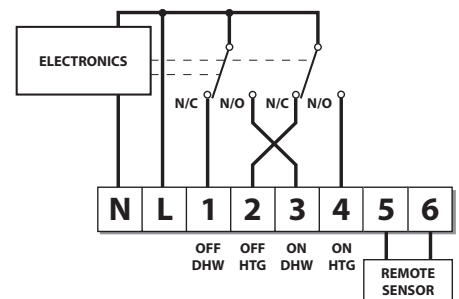 ELECTRONICS
N/C N/O N/C N/O
N L 1 2 3 4 5 6
OFF OFF ON ON
DHW HTG DHW HTG
REMOTE
SENSOR